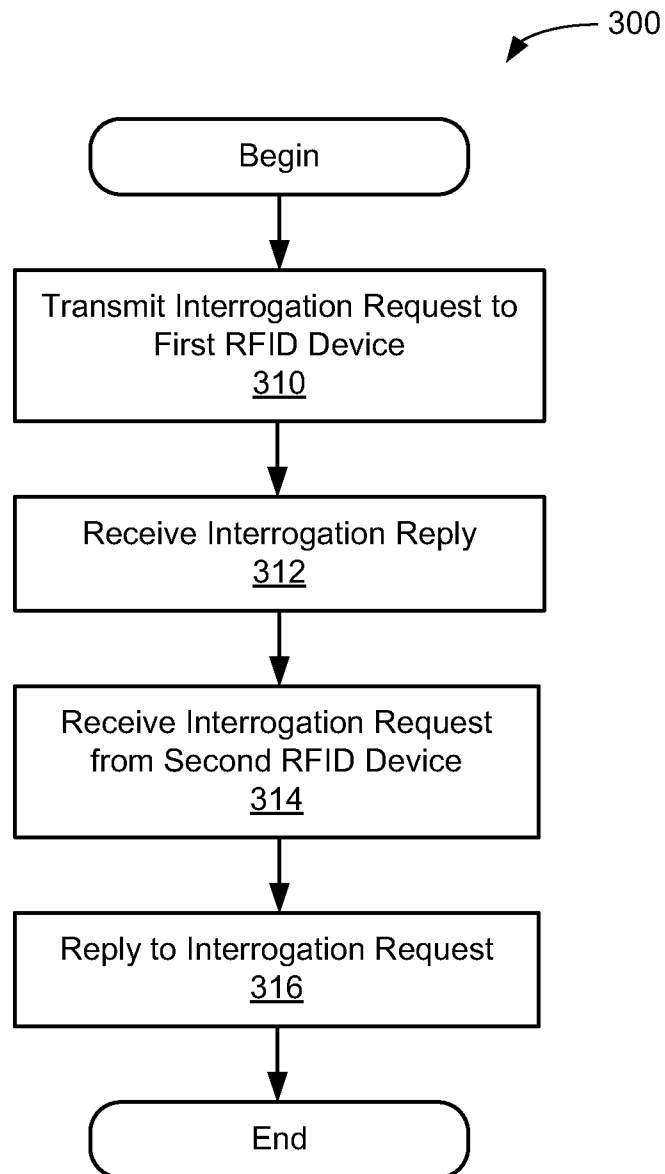 300
Begin
Transmit Interrogation Request to
First RFID Device
310
Receive Interrogation Reply
312
Receive Interrogation Request
from Second RFID Device
314
Reply to Interrogation Request
316
End